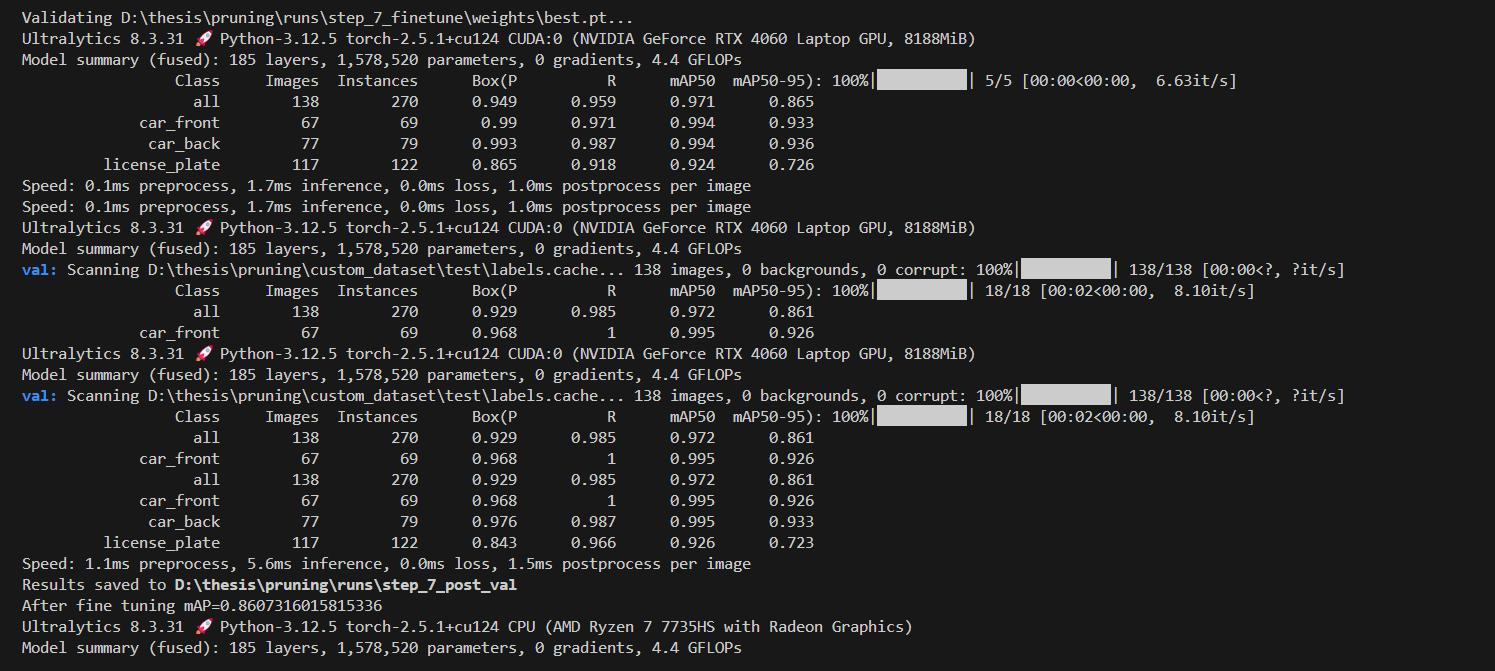 Validating D:\thesis\pruning\runs\step_7_finetune\weights\best.pt...
Ultralytics 8.3.31 🚀 Python-3.12.5 torch-2.5.1+cu124 CUDA:0 (NVIDIA GeForce RTX 4060 Laptop GPU, 8188MiB)
Model summary (fused): 185 layers, 1,578,520 parameters, 0 gradients, 4.4 GFLOPs
Class Images Instances Box(P R mAP50 mAP50-95): 100%|██████████| 5/5 [00:00<00:00, 6.63it/s]
all 138 270 0.949 0.959 0.971 0.865
car_front 67 69 0.99 0.971 0.994 0.933
car_back 77 79 0.993 0.987 0.994 0.936
license_plate 117 122 0.865 0.918 0.924 0.726
Speed: 0.1ms preprocess, 1.7ms inference, 0.0ms loss, 1.0ms postprocess per image
Speed: 0.1ms preprocess, 1.7ms inference, 0.0ms loss, 1.0ms postprocess per image
Ultralytics 8.3.31 🚀 Python-3.12.5 torch-2.5.1+cu124 CUDA:0 (NVIDIA GeForce RTX 4060 Laptop GPU, 8188MiB)
Model summary (fused): 185 layers, 1,578,520 parameters, 0 gradients, 4.4 GFLOPs
val: Scanning D:\thesis\pruning\custom_dataset\test\labels.cache... 138 images, 0 backgrounds, 0 corrupt: 100%|██████████| 138/138 [00:00<?, ?it/s]
Class Images Instances Box(P R mAP50 mAP50-95): 100%|██████████| 18/18 [00:02<00:00, 8.10it/s]
all 138 270 0.929 0.985 0.972 0.861
car_front 67 69 0.968 1 0.995 0.926
Ultralytics 8.3.31 🚀 Python-3.12.5 torch-2.5.1+cu124 CUDA:0 (NVIDIA GeForce RTX 4060 Laptop GPU, 8188MiB)
Model summary (fused): 185 layers, 1,578,520 parameters, 0 gradients, 4.4 GFLOPs
val: Scanning D:\thesis\pruning\custom_dataset\test\labels.cache... 138 images, 0 backgrounds, 0 corrupt: 100%|██████████| 138/138 [00:00<?, ?it/s]
Class Images Instances Box(P R mAP50 mAP50-95): 100%|██████████| 18/18 [00:02<00:00, 8.10it/s]
all 138 270 0.929 0.985 0.972 0.861
car_front 67 69 0.968 1 0.995 0.926
all 138 270 0.929 0.985 0.972 0.861
car_front 67 69 0.968 1 0.995 0.926
car_back 77 79 0.976 0.987 0.995 0.933
license_plate 117 122 0.843 0.966 0.926 0.723
Speed: 1.1ms preprocess, 5.6ms inference, 0.0ms loss, 1.5ms postprocess per image
Results saved to D:\thesis\pruning\runs\step_7_post_val
After fine tuning mAP=0.8607316015815336
Ultralytics 8.3.31 🚀 Python-3.12.5 torch-2.5.1+cu124 CPU (AMD Ryzen 7 7735HS with Radeon Graphics)
Model summary (fused): 185 layers, 1,578,520 parameters, 0 gradients, 4.4 GFLOPs